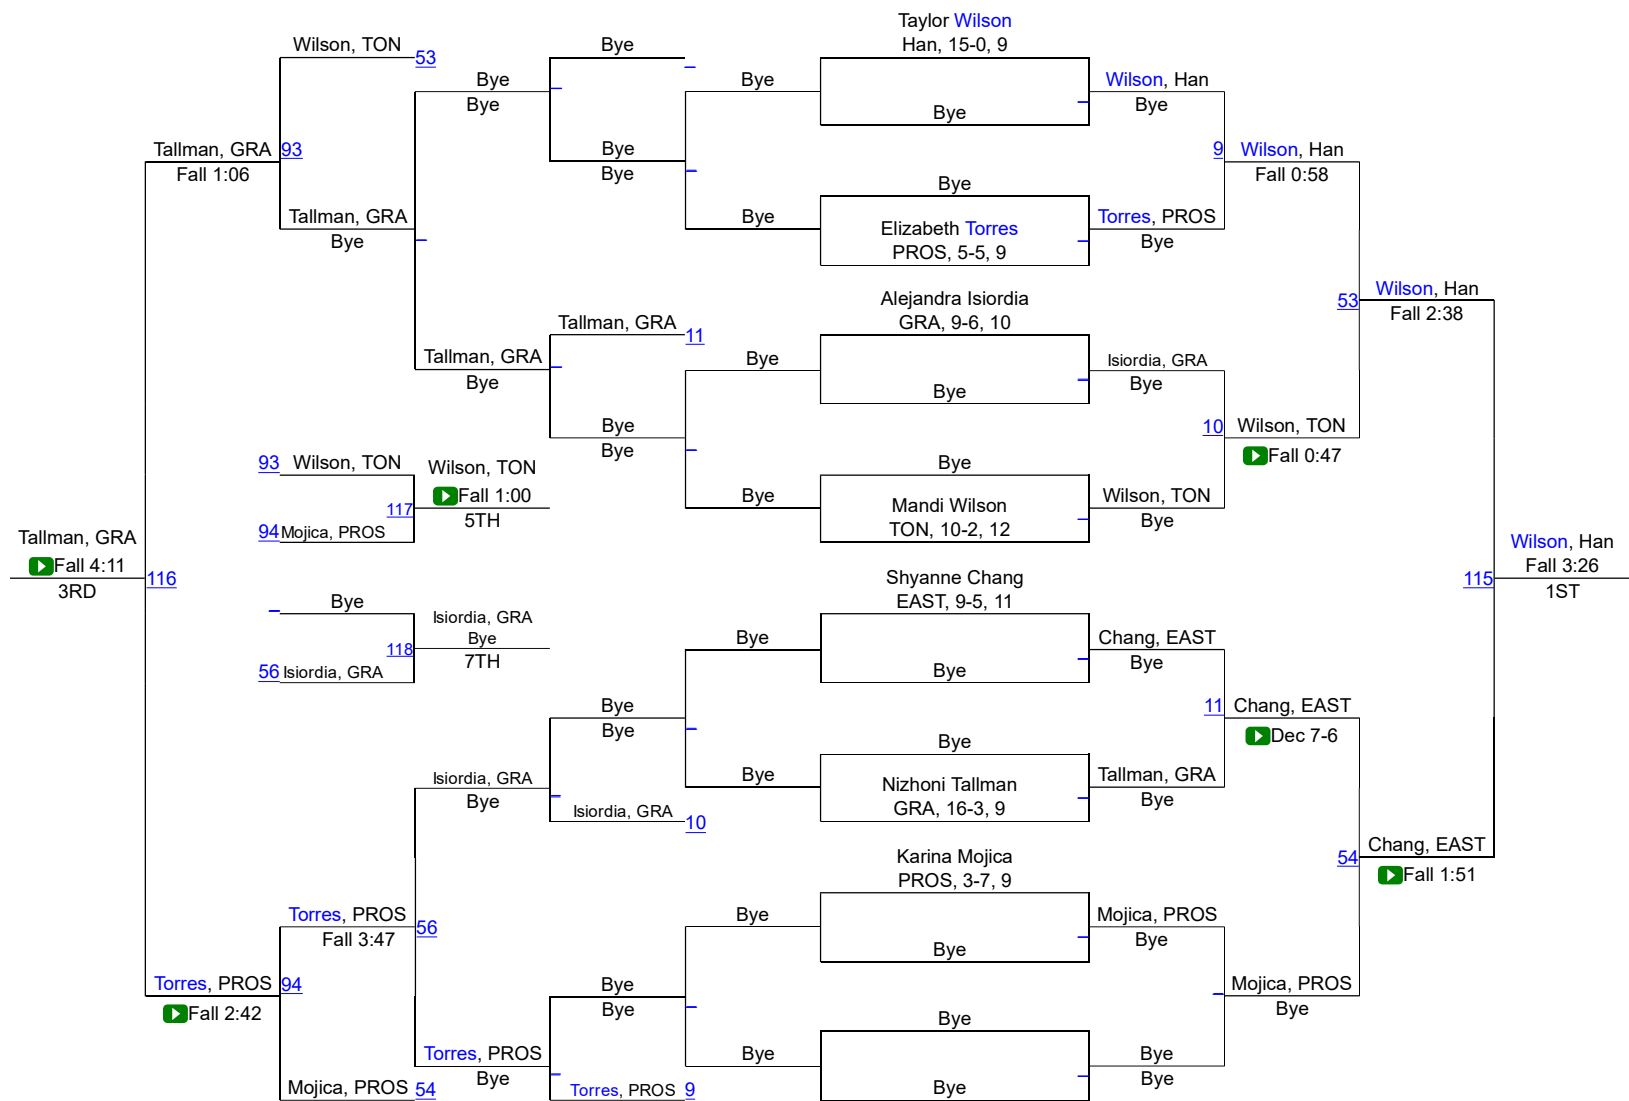 Taylor Wilson
Han, 15-0, 9
Wilson, TON 53
Bye
Bye
Bye
Bye
Wilson, Han
Bye
Bye
Tallman, GRA 93
Fall 1:06
Bye
Bye
9 Wilson, Han
Fall 0:58
Bye
Tallman, GRA
Bye
Bye
Elizabeth Torres
PROS, 5-5, 9
Torres, PROS
Bye
53 Wilson, Han
Fall 2:38
Alejandra Isiordia
GRA, 9-6, 10
Tallman, GRA 11
Tallman, GRA
Bye
Bye
Isiordia, GRA
Bye
Bye
Bye
Bye
10 Wilson, TON
Fall 0:47
93 Wilson, TON
Wilson, TON
Fall 1:00
117
5TH
94 Mojica, PROS
Bye
Bye
Mandi Wilson
TON, 10-2, 12
Wilson, TON
Bye
Tallman, GRA
Fall 4:11
116
3RD
Wilson, Han
Fall 3:26
115
1ST
Shyanne Chang
EAST, 9-5, 11
Bye
Isiordia, GRA
Bye
118
7TH
56 Isiordia, GRA
Bye
Chang, EAST
Bye
Bye
Bye
Bye
11 Chang, EAST
Dec 7-6
Bye
Isiordia, GRA
Bye
Isiordia, GRA 10
Bye
Nizhoni Tallman
GRA, 16-3, 9
Tallman, GRA
Bye
54 Chang, EAST
Fall 1:51
Karina Mojica
PROS, 3-7, 9
Torres, PROS
Fall 3:47
56
Bye
Mojica, PROS
Bye
Bye
Torres, PROS 94
Fall 2:42
Bye
Bye
Mojica, PROS
Bye
Bye
Torres, PROS
Bye
Bye
Bye
Bye
Mojica, PROS 54
Torres, PROS 9
Bye